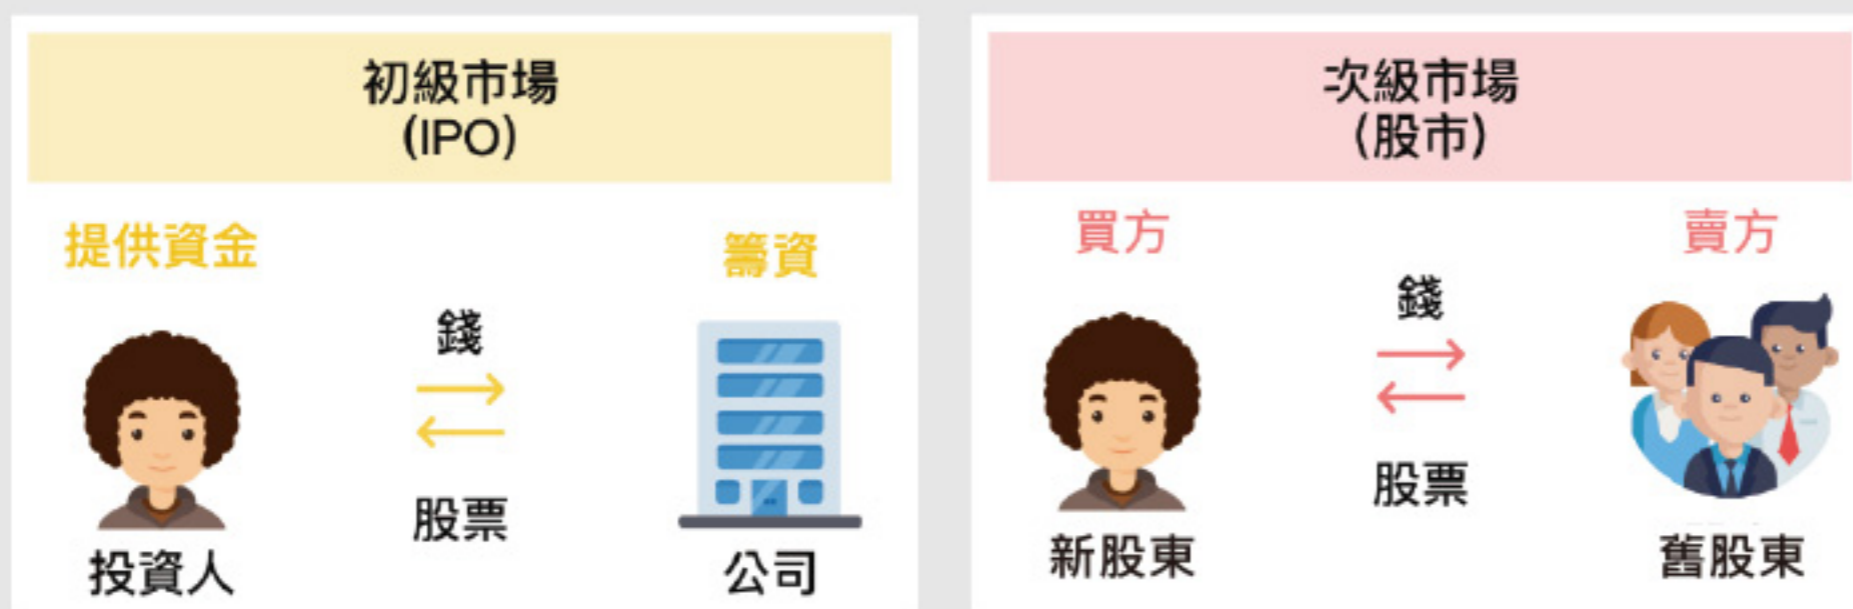 初級市場
(IPO)
提供資金
籌資
錢
股票
投資人
公司
次級市場
(股市)
買方
賣方
錢
股票
新股東
舊股東